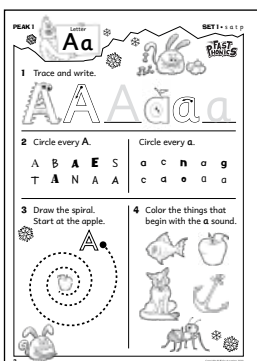 PEAK 1
Letter
Aa
SET 1 • s a t p
FAST PHONICS
1 Trace and write.
A A A a a a
2 Circle every A.
A B A E S
T A N A A
Circle every a.
a c n a g
c a o a a
3 Draw the spiral.
Start at the apple.
A
4 Color the things that
begin with the a sound.